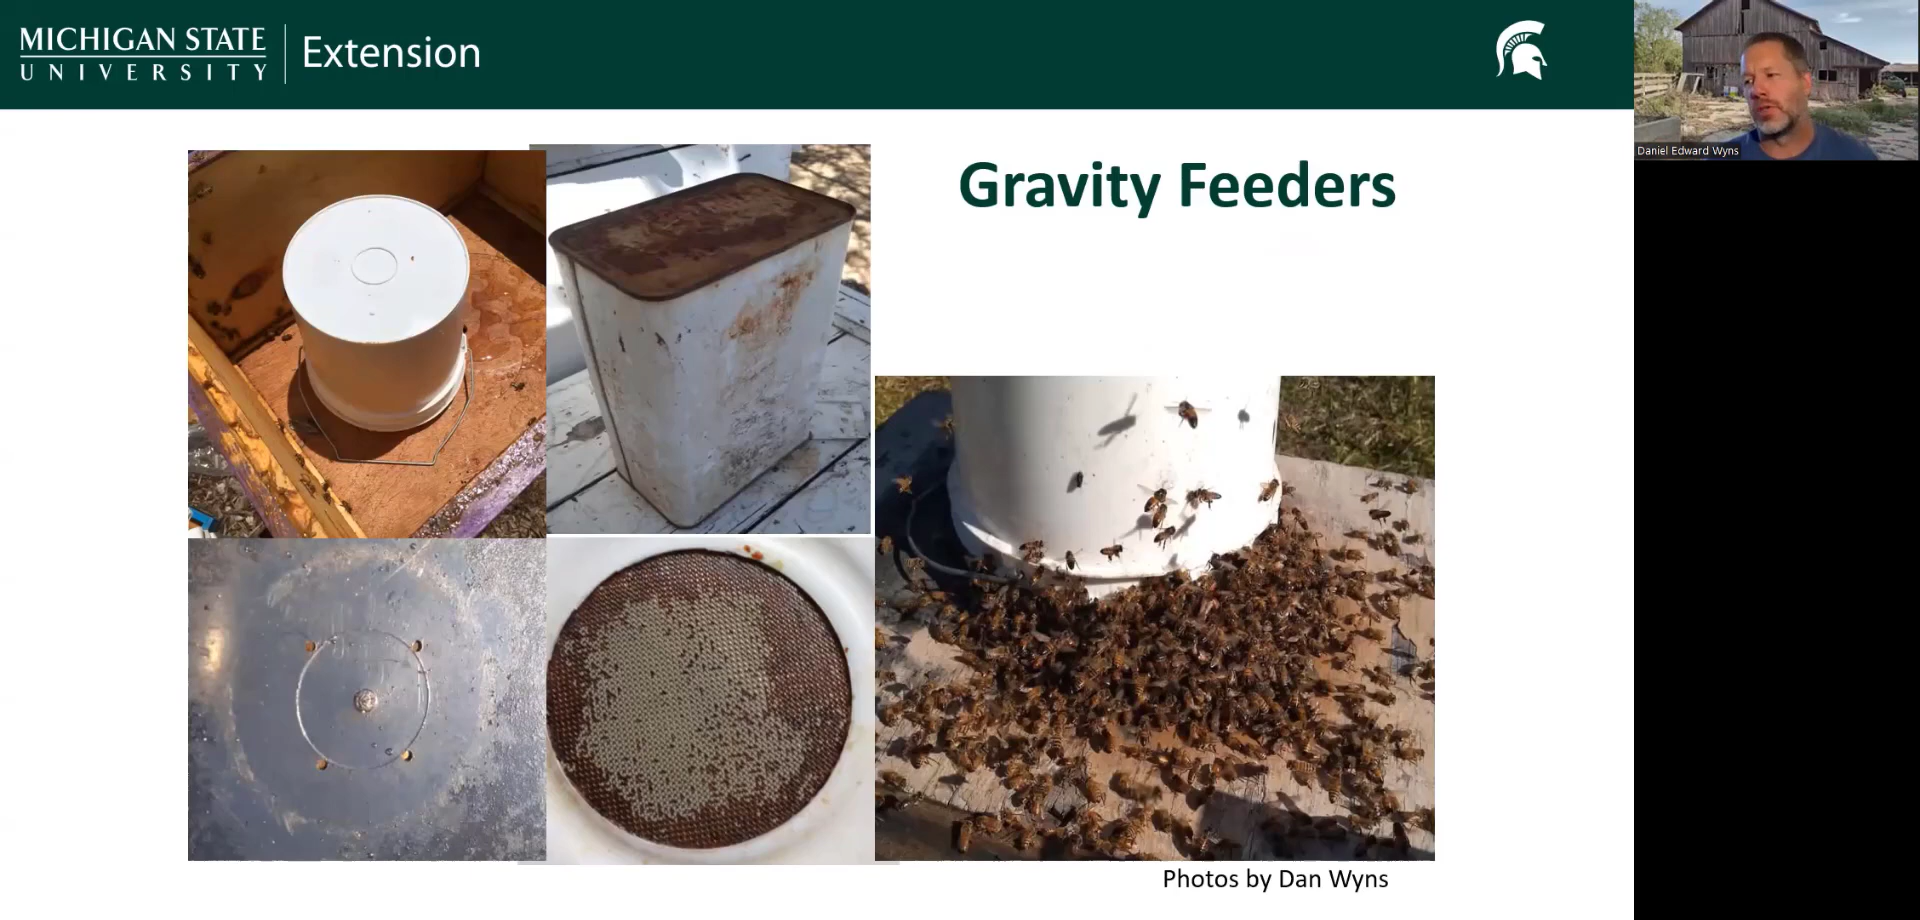 MICHIGAN STATE
UNIVERSITY
Extension
Daniel Edward Wyns
Gravity Feeders
Photos by Dan Wyns